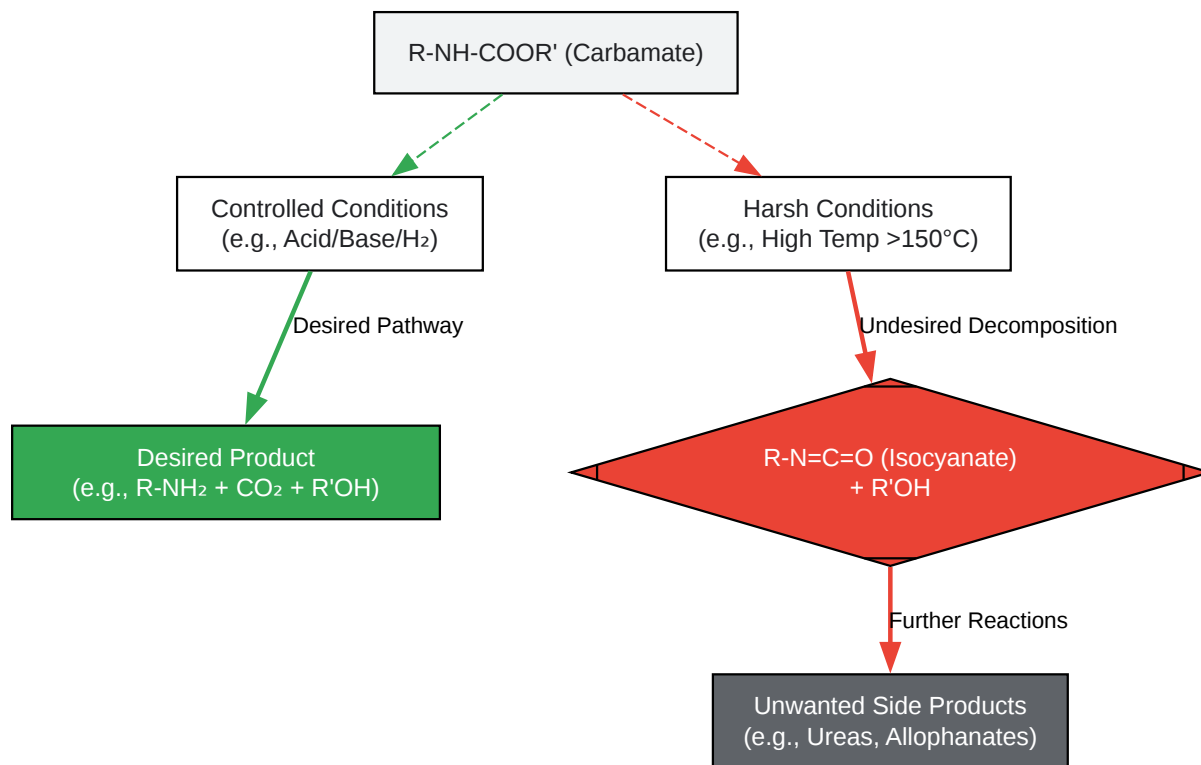 R-NH-COOR' (Carbamate)
Controlled Conditions
(e.g., Acid/Base/H₂)
Harsh Conditions
(e.g., High Temp >150°C)
Desired Pathway
Undesired Decomposition
Desired Product
(e.g., R-NH₂ + CO₂ + R'OH)
R-N=C=O (Isocyanate)
+ R'OH
Further Reactions
Unwanted Side Products
(e.g., Ureas, Allophanates)